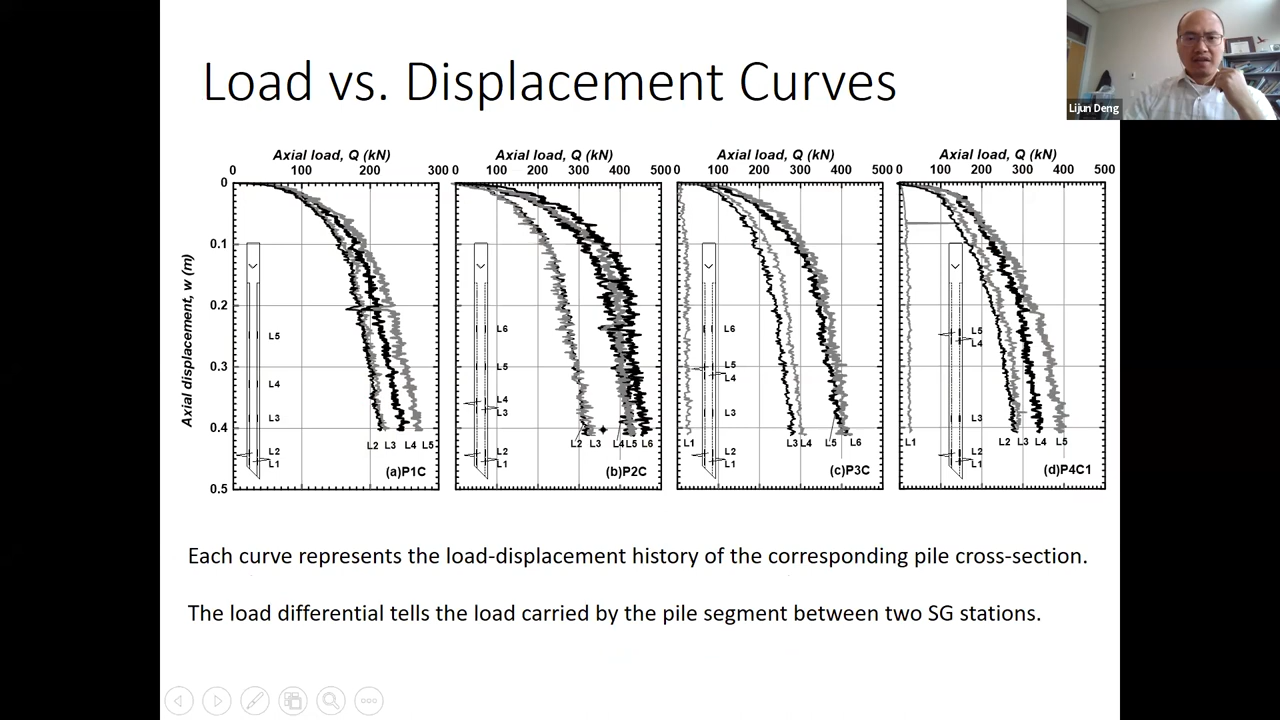 Lijun Deng
Load vs. Displacement Curves
Axial load, Q (kN) Axial load, Q (kN) Axial load, Q (kN) Axial load, Q (kN)
0 100 200 300 0 100 200 300 400 500 0 100 200 300 400 500 0 100 200 300 400 500
Axial displacement, w (m)
0
0.1
0.2
0.3
0.4
0.5
L5
L4
L3
L2
L1
L2 L3 L4 L5
(a)P1C
L6
L5
L4
L3
L2
L1
L2 L3 L4 L5 L6
(b)P2C
L6
L5
L4
L3
L2
L1
L1 L3 L4 L5 L6
(c)P3C
L5
L4
L3
L2
L1
L1 L2 L3 L4 L5
(d)P4C1
Each curve represents the load-displacement history of the corresponding pile cross-section.
The load differential tells the load carried by the pile segment between two SG stations.